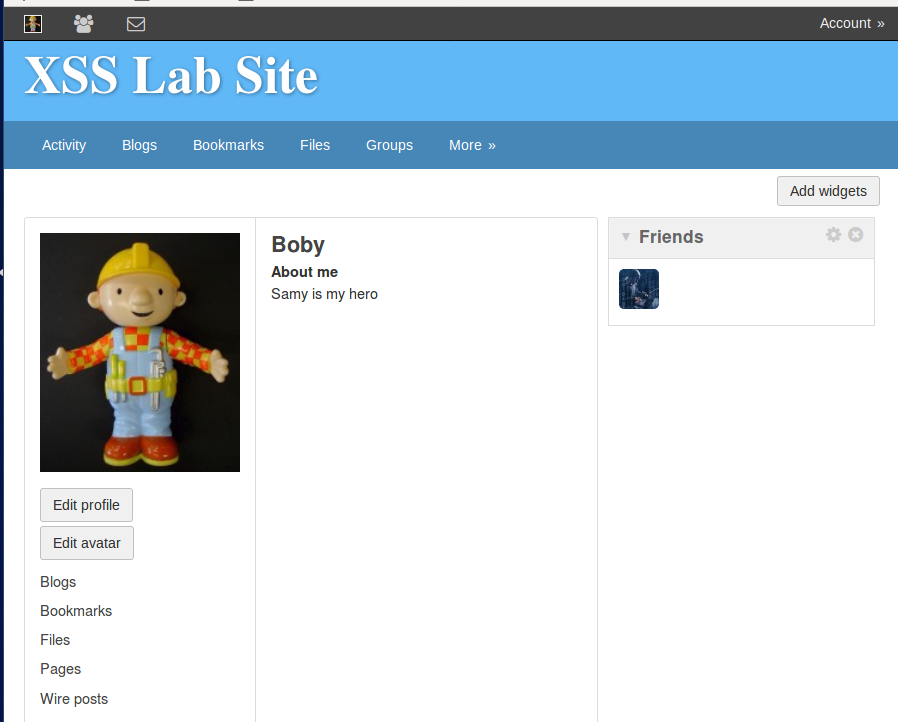 Account »
XSS Lab Site
Activity Blogs Bookmarks Files Groups More »
Add widgets
Boby
About me
Samy is my hero
Friends
Edit profile
Edit avatar
Blogs
Bookmarks
Files
Pages
Wire posts